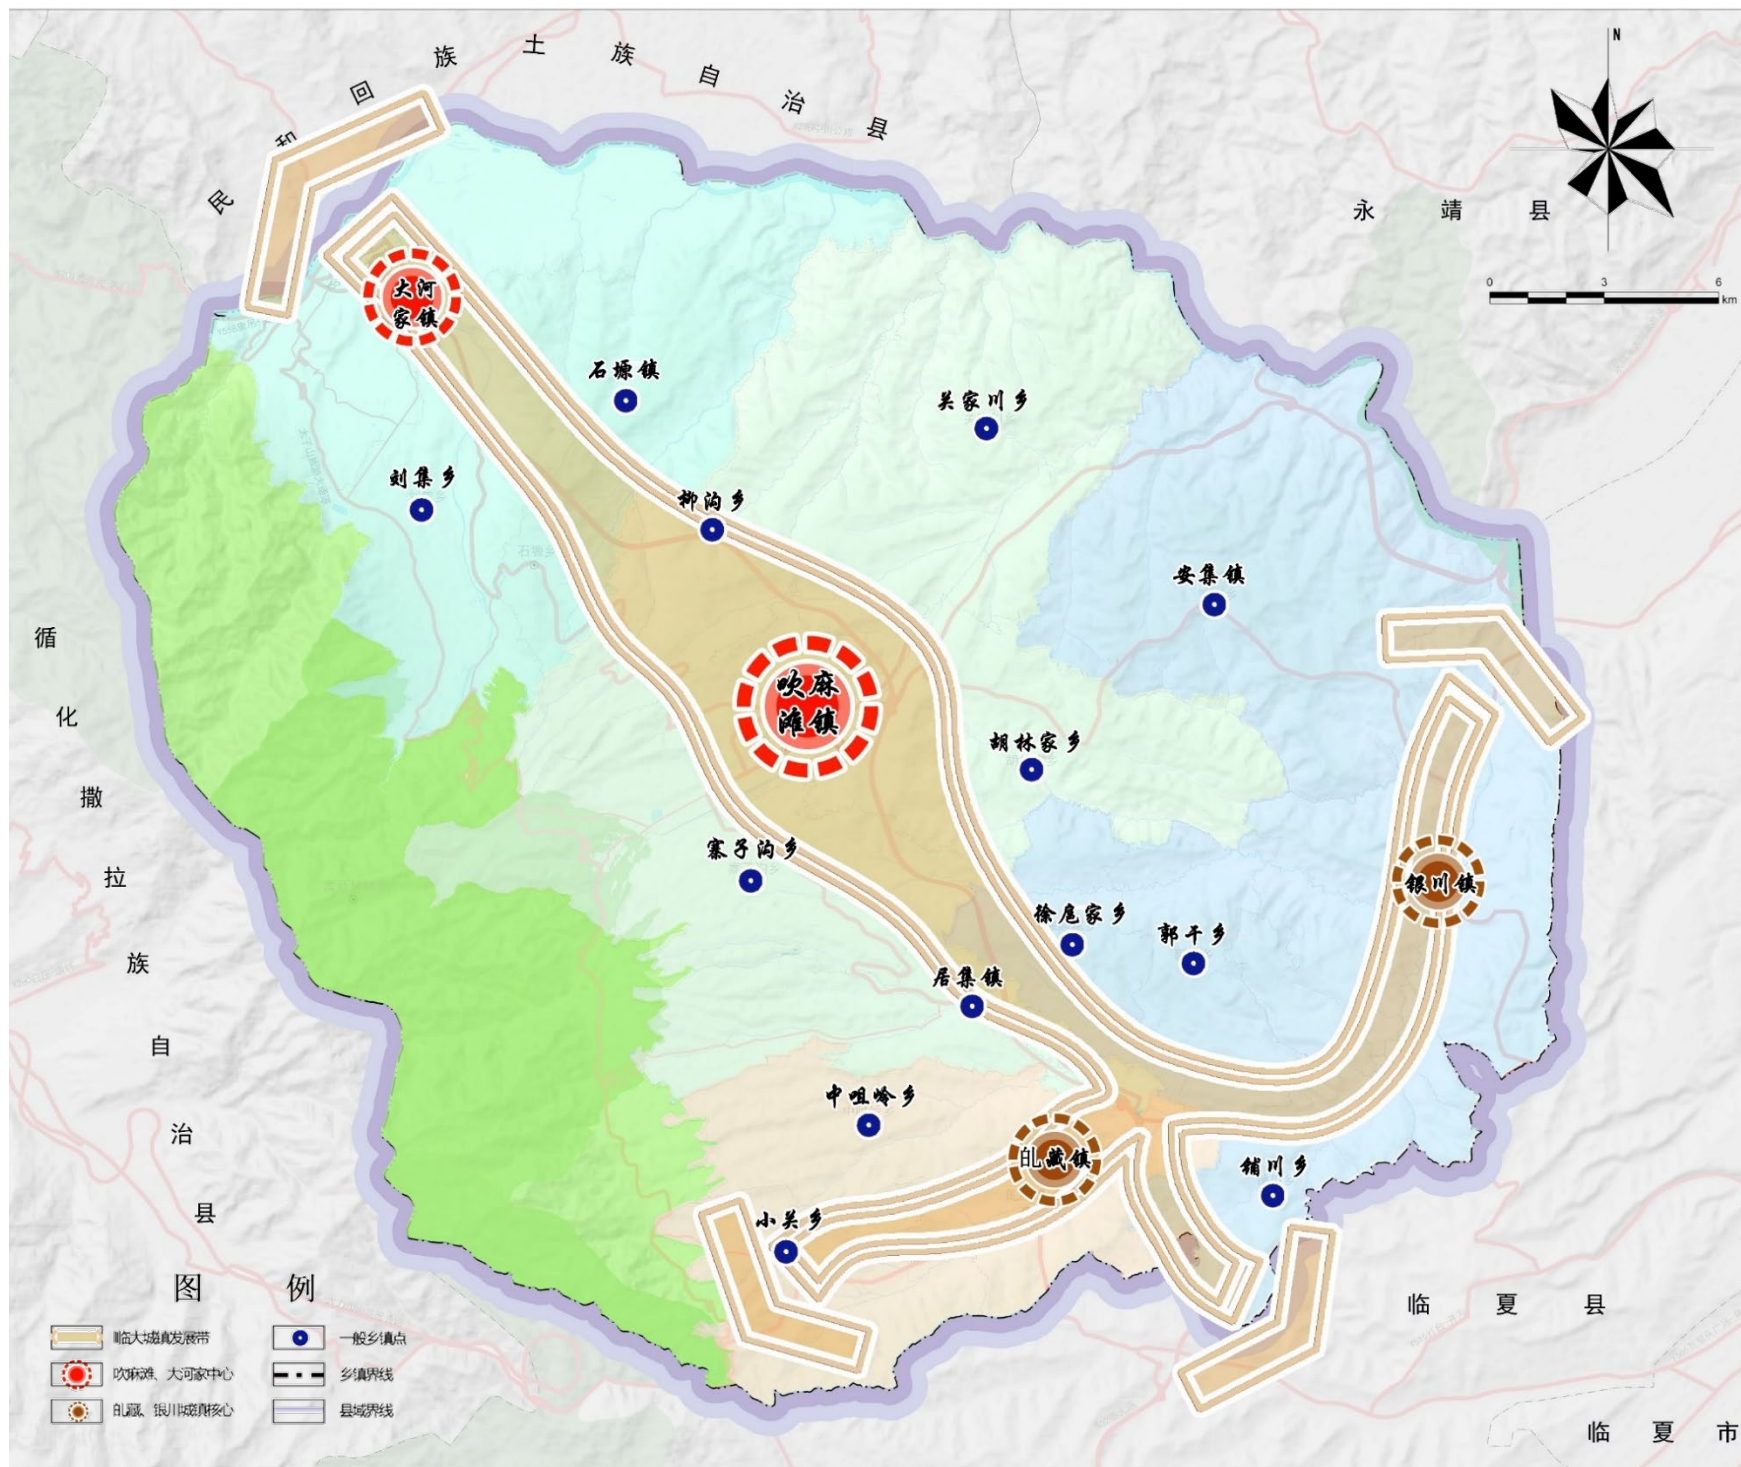 民回族土族自治县
N
永靖县
0 3 6
km
大河
家镇
石塬镇
关家川乡
刘集乡
柳沟乡
安集镇
吹麻
滩镇
胡林家乡
寨子沟乡
银川镇
徐扈家乡
郭干乡
居集镇
中咀岭乡
癿藏镇
铺川乡
小关乡
循化撒拉族自治县
临夏县
临夏市
图例
临大城镇发展带
一般乡镇点
吹麻滩、大河家中心
乡镇界线
癿藏、银川城镇核心
县域界线